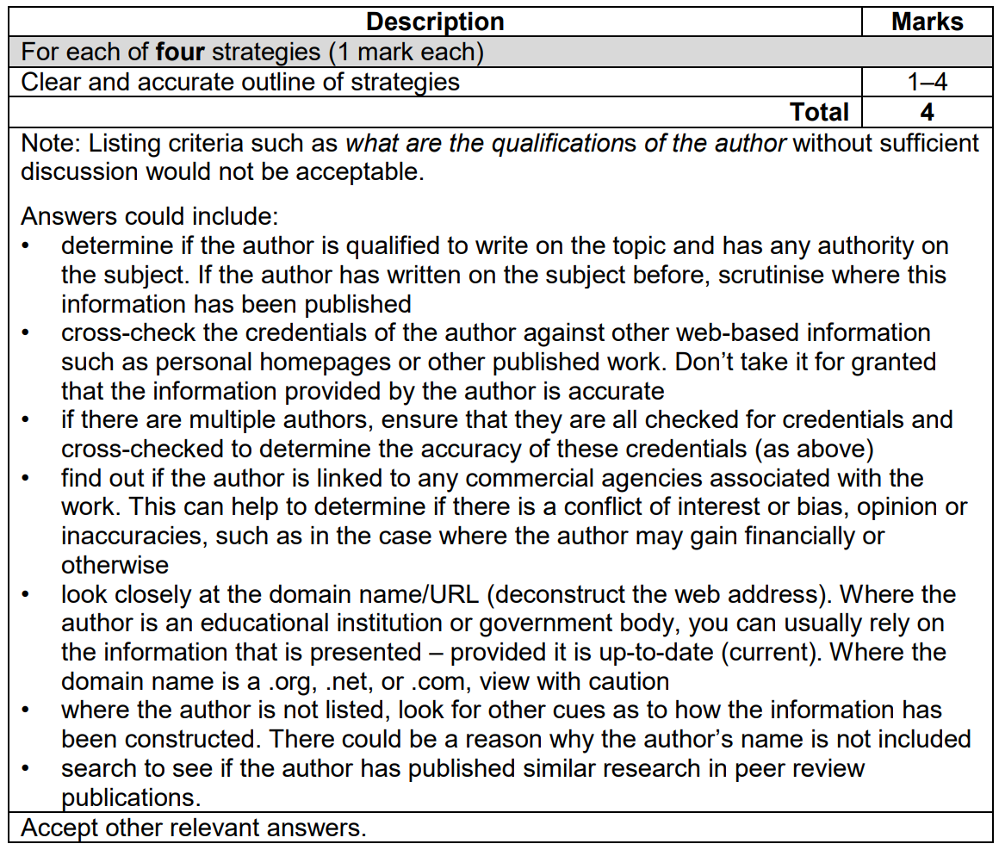 Description Marks
For each of four strategies (1 mark each)
Clear and accurate outline of strategies 1–4
Total 4
Note: Listing criteria such as what are the qualifications of the author without sufficient
discussion would not be acceptable.
Answers could include:
• determine if the author is qualified to write on the topic and has any authority on
the subject. If the author has written on the subject before, scrutinise where this
information has been published
• cross-check the credentials of the author against other web-based information
such as personal homepages or other published work. Don’t take it for granted
that the information provided by the author is accurate
• if there are multiple authors, ensure that they are all checked for credentials and
cross-checked to determine the accuracy of these credentials (as above)
• find out if the author is linked to any commercial agencies associated with the
work. This can help to determine if there is a conflict of interest or bias, opinion or
inaccuracies, such as in the case where the author may gain financially or
otherwise
• look closely at the domain name/URL (deconstruct the web address). Where the
author is an educational institution or government body, you can usually rely on
the information that is presented – provided it is up-to-date (current). Where the
domain name is a .org, .net, or .com, view with caution
• where the author is not listed, look for other cues as to how the information has
been constructed. There could be a reason why the author’s name is not included
• search to see if the author has published similar research in peer review
publications.
Accept other relevant answers.